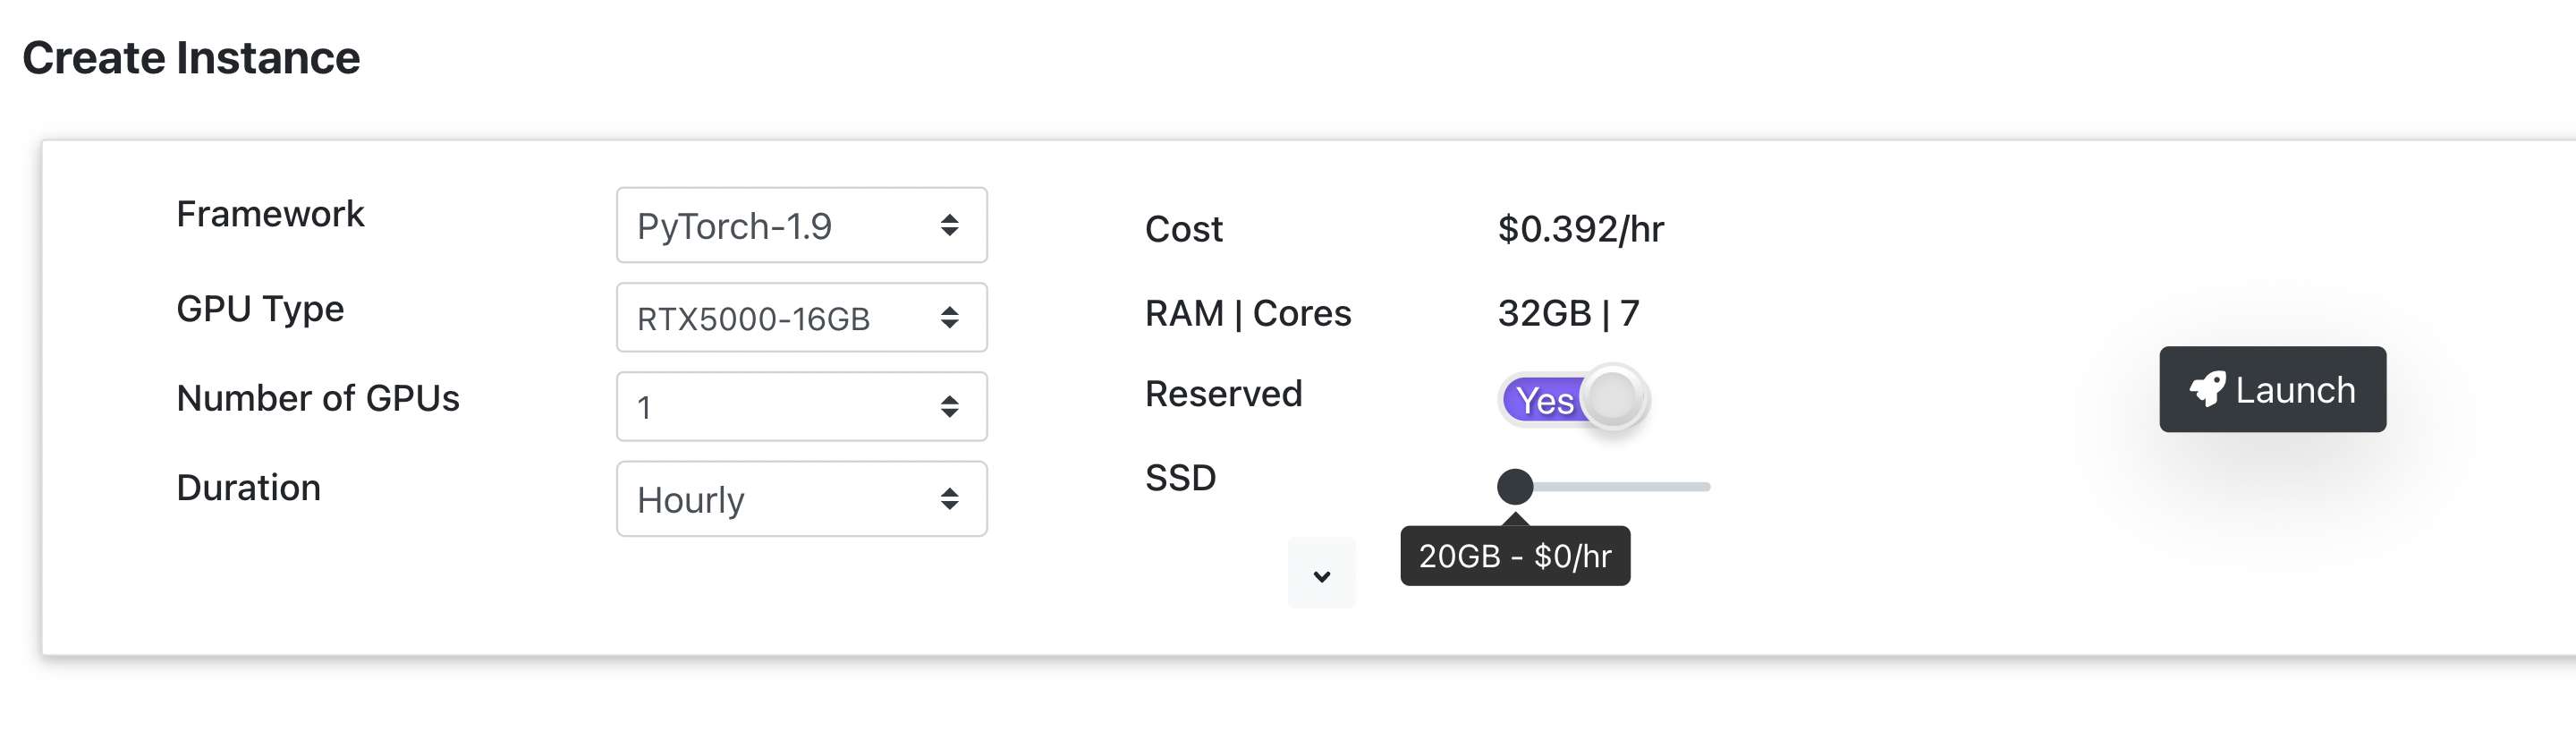 Create Instance
Framework
PyTorch-1.9
GPU Type
RTX5000-16GB
Number of GPUs
1
Duration
Hourly
Cost
$0.392/hr
RAM | Cores
32GB | 7
Reserved
Yes
SSD
20GB - $0/hr
Launch